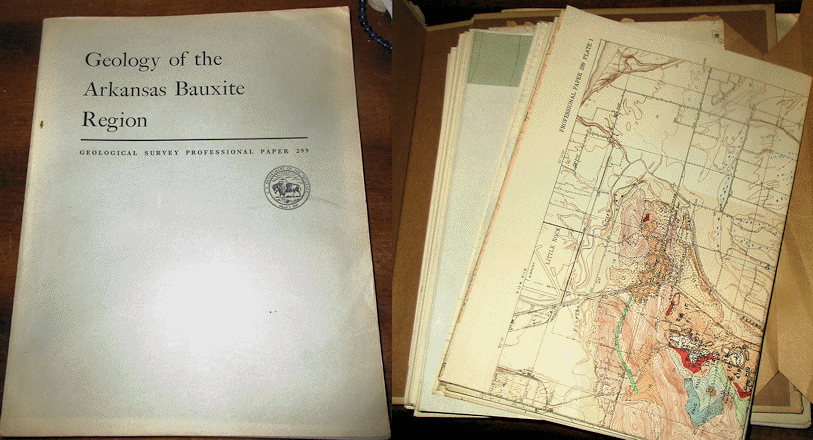 Geology of the
Arkansas Bauxite
Region
GEOLOGICAL SURVEY PROFESSIONAL PAPER 299
PROFESSIONAL PAPER 299 PLATE 1
LITTLE ROCK